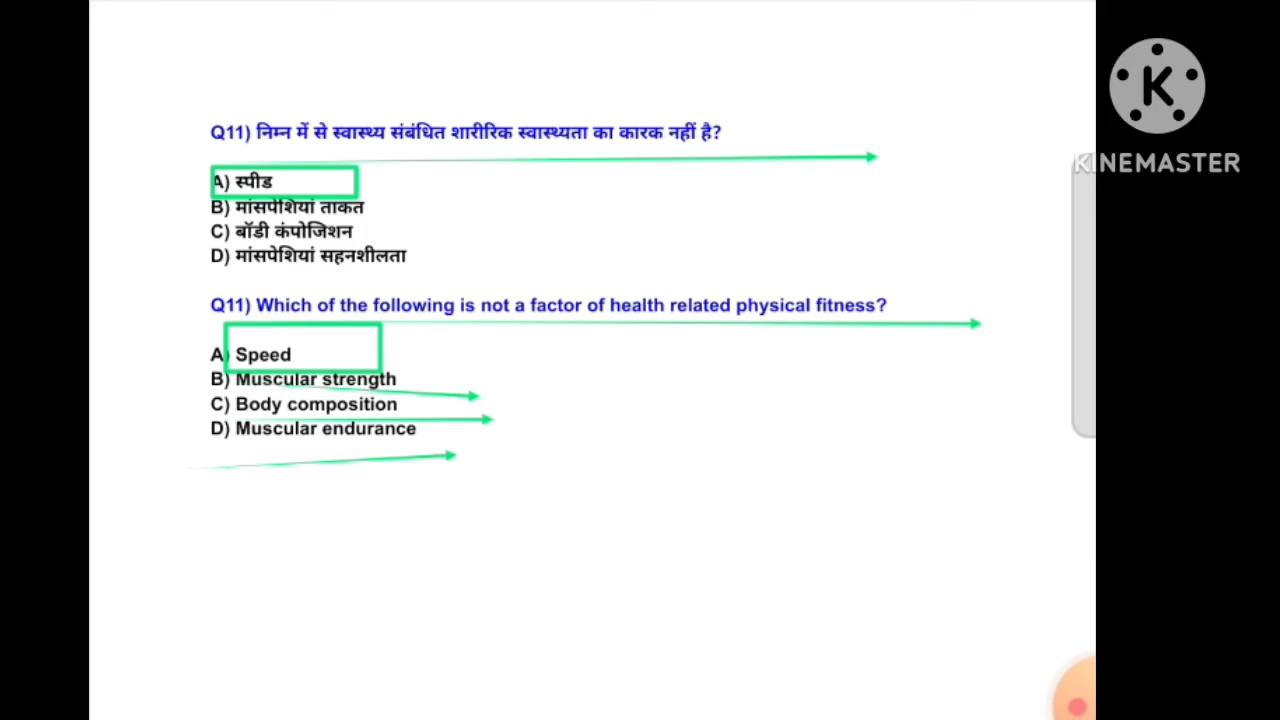 Q11) निम्न में से स्वास्थ्य संबंधित शारीरिक स्वास्थ्यता का कारक नहीं है?
A) स्पीड
B) मांसपेशियां ताकत
C) बॉडी कंपोजिशन
D) मांसपेशियां सहनशीलता
Q11) Which of the following is not a factor of health related physical fitness?
A) Speed
B) Muscular strength
C) Body composition
D) Muscular endurance
K
KINEMASTER